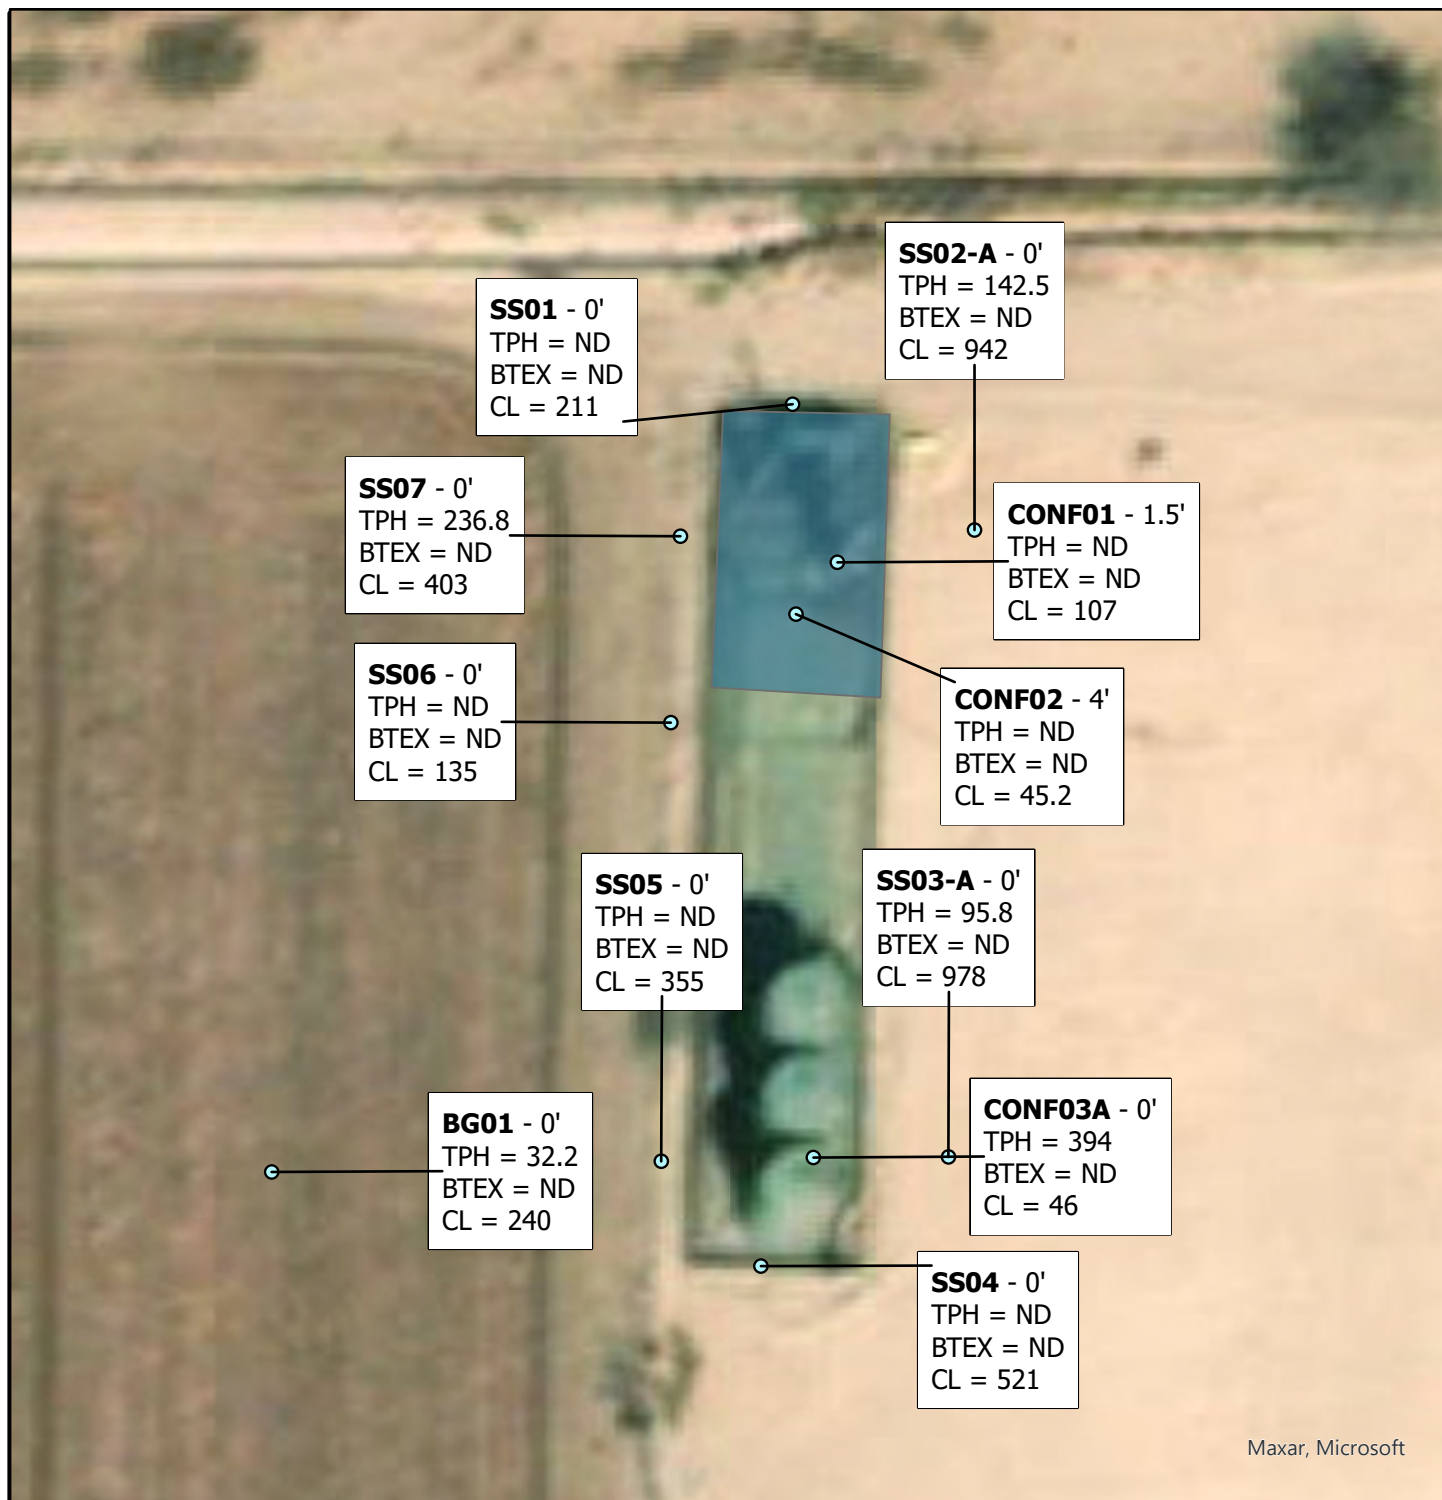 SS02-A - 0'
TPH = 142.5
BTEX = ND
CL = 942
SS01 - 0'
TPH = ND
BTEX = ND
CL = 211
SS07 - 0'
TPH = 236.8
BTEX = ND
CL = 403
CONF01 - 1.5'
TPH = ND
BTEX = ND
CL = 107
SS06 - 0'
TPH = ND
BTEX = ND
CL = 135
CONF02 - 4'
TPH = ND
BTEX = ND
CL = 45.2
SS05 - 0'
TPH = ND
BTEX = ND
CL = 355
SS03-A - 0'
TPH = 95.8
BTEX = ND
CL = 978
BG01 - 0'
TPH = 32.2
BTEX = ND
CL = 240
CONF03A - 0'
TPH = 394
BTEX = ND
CL = 46
SS04 - 0'
TPH = ND
BTEX = ND
CL = 521
Maxar, Microsoft